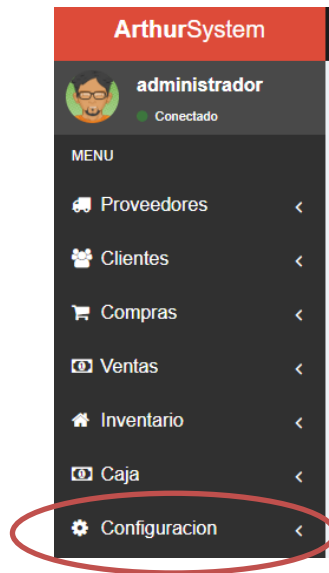 ArthurSystem
administrador
Conectado
MENU
Proveedores
Clientes
Compras
Ventas
Inventario
Caja
Configuracion